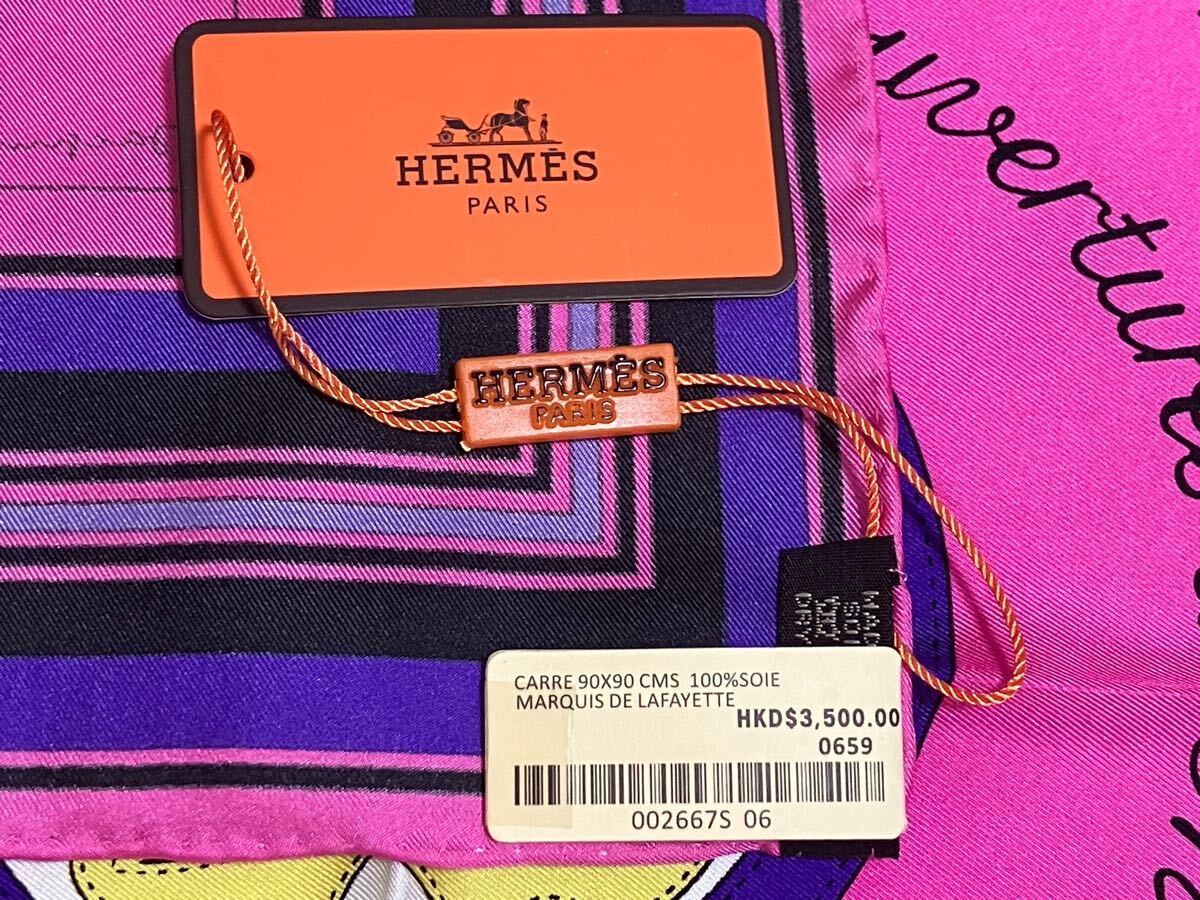 HERMÈS
PARIS
HERMÈS
PARIS
CARRE 90X90 CMS 100%SOIE
MARQUIS DE LAFAYETTE
HKD$3,500.00
0659
002667S 06